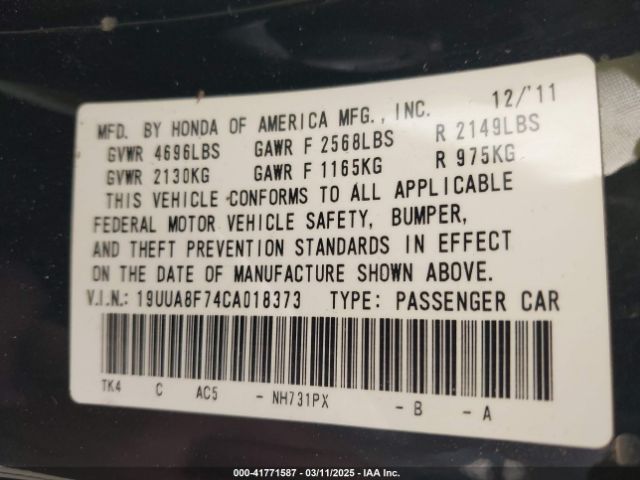 MFD. BY HONDA OF AMERICA MFG., INC. 12/'11
GVWR 4696LBS GAWR F 2568LBS R 2149LBS
GVWR 2130KG GAWR F 1165KG R 975KG
THIS VEHICLE CONFORMS TO ALL APPLICABLE
FEDERAL MOTOR VEHICLE SAFETY, BUMPER,
AND THEFT PREVENTION STANDARDS IN EFFECT
ON THE DATE OF MANUFACTURE SHOWN ABOVE.
V.I.N.: 19UUA8F74CA018373 TYPE: PASSENGER CAR
TK4 C AC5 - NH731PX - B - A
000-41771587 - 03/11/2025 - IAA Inc.